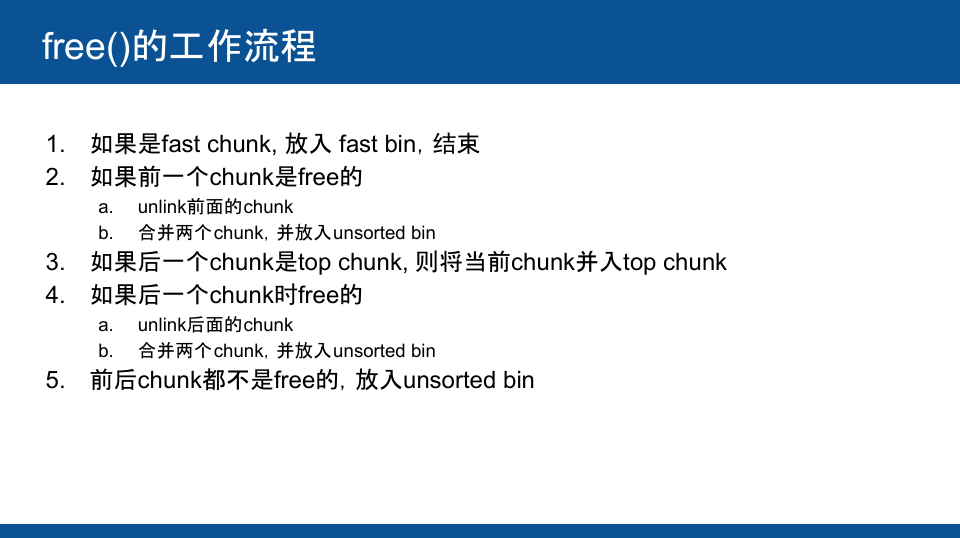 free()的工作流程
1. 如果是fast chunk, 放入 fast bin，结束
2. 如果前一个chunk是free的
a. unlink前面的chunk
b. 合并两个chunk，并放入unsorted bin
3. 如果后一个chunk是top chunk, 则将当前chunk并入top chunk
4. 如果后一个chunk时free的
a. unlink后面的chunk
b. 合并两个chunk，并放入unsorted bin
5. 前后chunk都不是free的，放入unsorted bin